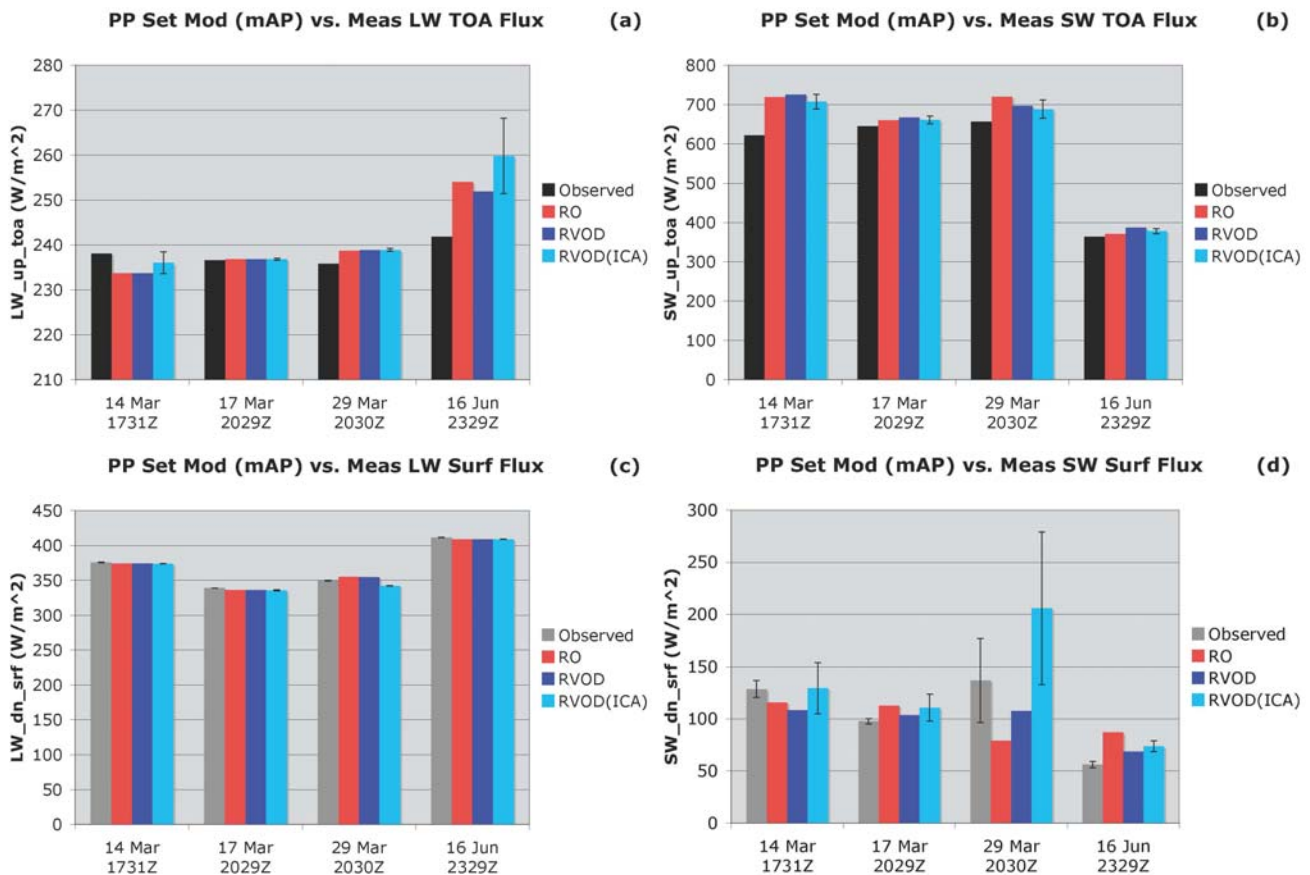 PP Set Mod (mAP) vs. Meas LW TOA Flux (a)
LW_up_toa (W/m^2)
280
270
260
250
240
230
220
210
14 Mar 17 Mar 29 Mar 16 Jun
1731Z 2029Z 2030Z 2329Z
Observed
RO
RVOD
RVOD(ICA)
PP Set Mod (mAP) vs. Meas SW TOA Flux (b)
SW_up_toa (W/m^2)
800
700
600
500
400
300
200
100
0
14 Mar 17 Mar 29 Mar 16 Jun
1731Z 2029Z 2030Z 2329Z
Observed
RO
RVOD
RVOD(ICA)
PP Set Mod (mAP) vs. Meas LW Surf Flux (c)
LW_dn_srf (W/m^2)
450
400
350
300
250
200
150
100
50
0
14 Mar 17 Mar 29 Mar 16 Jun
1731Z 2029Z 2030Z 2329Z
Observed
RO
RVOD
RVOD(ICA)
PP Set Mod (mAP) vs. Meas SW Surf Flux (d)
SW_dn_srf (W/m^2)
300
250
200
150
100
50
0
14 Mar 17 Mar 29 Mar 16 Jun
1731Z 2029Z 2030Z 2329Z
Observed
RO
RVOD
RVOD(ICA)